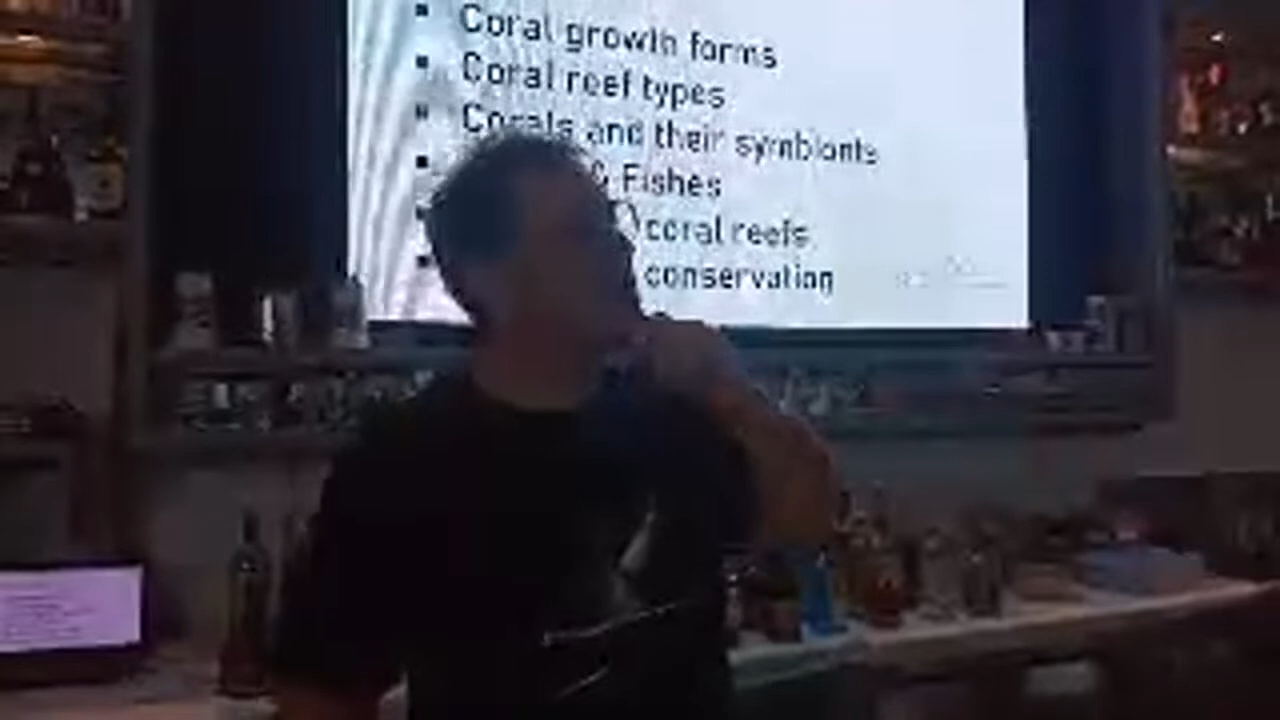 Coral growth forms
Coral reef types
Corals and their symbionts
& Fishes
coral reefs
conservation